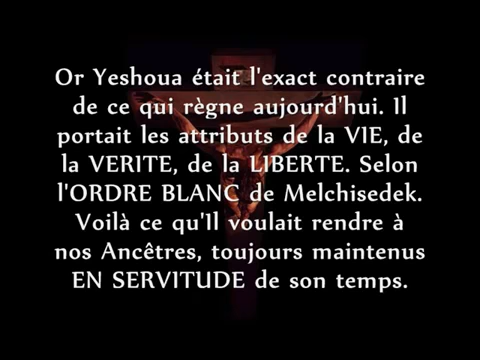 Or Yeshoua était l'exact contraire
de ce qui règne aujourd'hui. Il
portait les attributs de la VIE, de
la VERITE, de la LIBERTE. Selon
l'ORDRE BLANC de Melchisedek.
Voilà ce qu'Il voulait rendre à
nos Ancêtres, toujours maintenus
EN SERVITUDE de son temps.